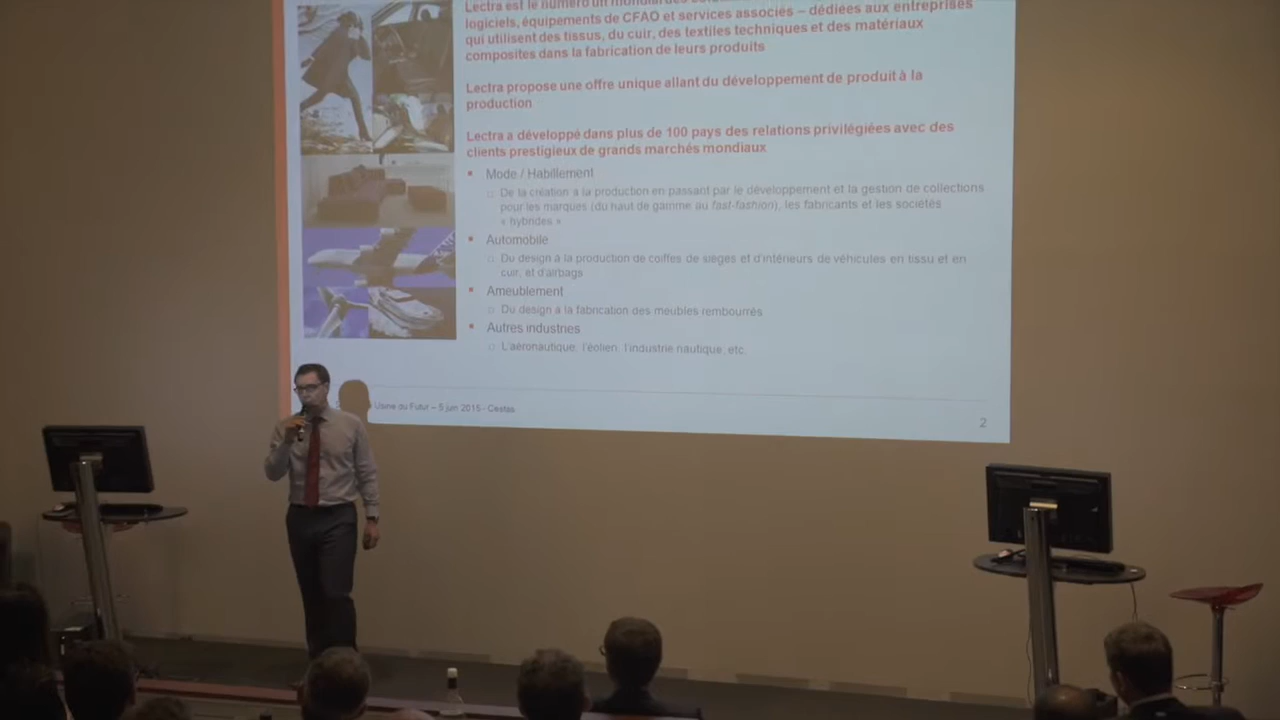 Lectra est le numéro un mondial des
logiciels, équipements de CFAO et services associés – dédiées aux entreprises
qui utilisent des tissus, du cuir, des textiles techniques et des matériaux
composites dans la fabrication de leurs produits
Lectra propose une offre unique allant du développement de produit à la
production
Lectra a développé dans plus de 100 pays des relations privilégiées avec des
clients prestigieux de grands marchés mondiaux
Mode / Habillement
De la création à la production en passant par le développement et la gestion de collections
pour les marques (du haut de gamme au fast-fashion), les fabricants et les sociétés
« hybrides »
Automobile
Du design à la production de coiffes de sièges et d'intérieurs de véhicules en tissu et en
cuir, et d'airbags
Ameublement
Du design à la fabrication des meubles rembourrés
Autres industries
L'aéronautique, l'éolien, l'industrie nautique, etc.
Usine du Futur – 5 juin 2015 - Cestas
2